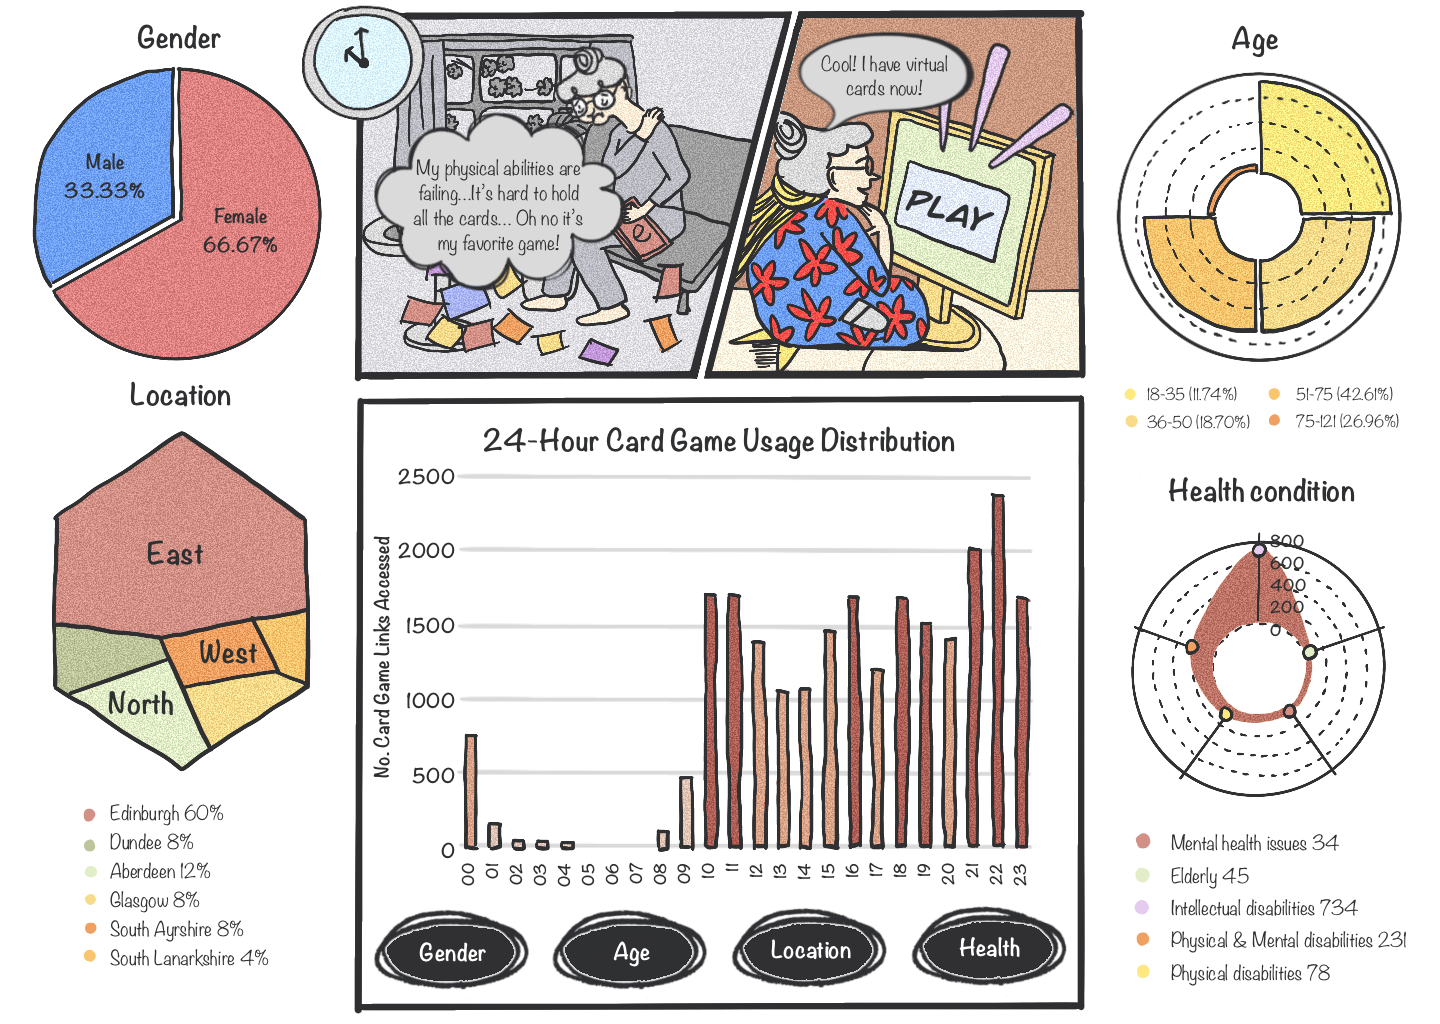 Gender
Male
33.33%
Female
66.67%
My physical abilities are
failing...It's hard to hold
all the cards... Oh no it's
my favorite game!
e
Cool! I have virtual
cards now!
PLAY
Age
18-35 (11.74%)
51-75 (42.61%)
36-50 (18.70%)
75-121 (26.96%)
Location
East
West
North
Edinburgh 60%
Dundee 8%
Aberdeen 12%
Glasgow 8%
South Ayrshire 8%
South Lanarkshire 4%
24-Hour Card Game Usage Distribution
No. Card Game Links Accessed
2500
2000
1500
1000
500
0
00 01 02 03 04 05 06 07 08 09 10 11 12 13 14 15 16 17 18 19 20 21 22 23
Gender
Age
Location
Health
Health condition
800
600
400
200
0
Mental health issues 34
Elderly 45
Intellectual disabilities 734
Physical & Mental disabilities 231
Physical disabilities 78